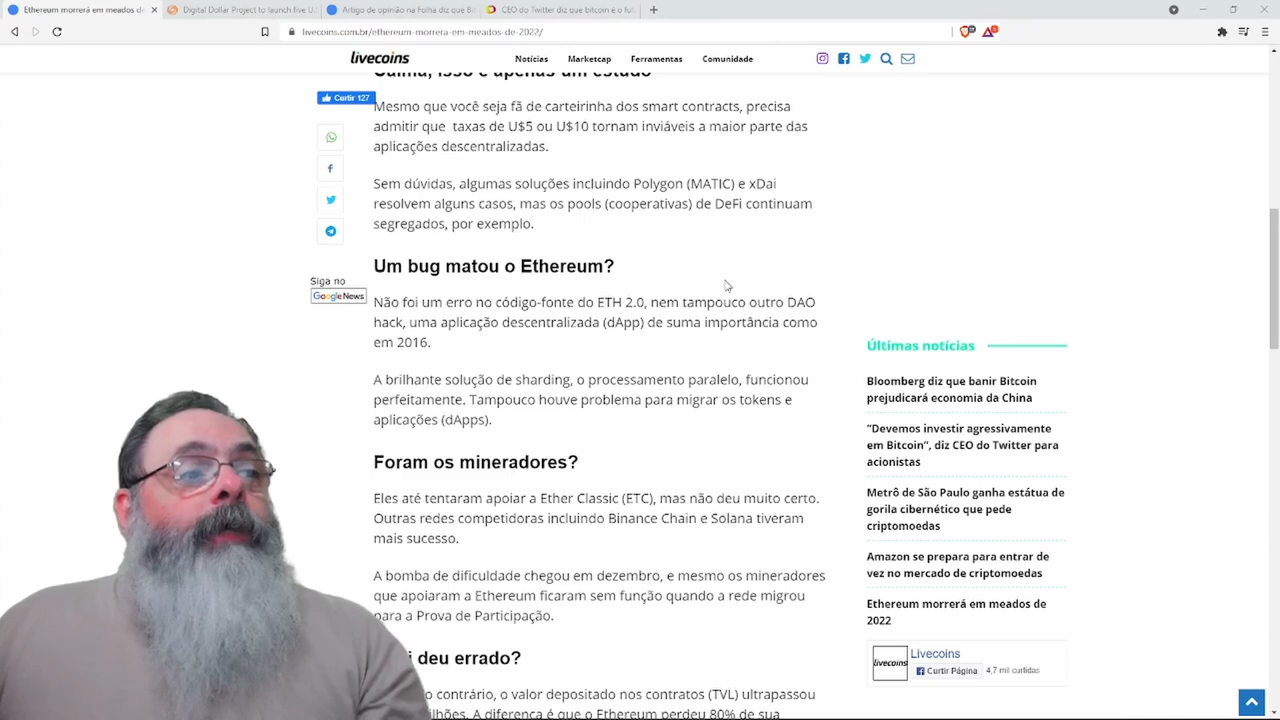 Ethereum morrerá em meados de
Digital Dollar Project to launch five U.
Artigo de opinião na Folha diz que Bi
CEO do Twitter diz que bitcoin é o fut
livecoins.com.br/ethereum-morrera-em-meados-de-2022/
livecoins
Notícias
Marketcap
Ferramentas
Comunidade
Calma, isso é apenas um estudo
Curtir 127
Mesmo que você seja fã de carteirinha dos smart contracts, precisa
admitir que taxas de U$5 ou U$10 tornam inviáveis a maior parte das
aplicações descentralizadas.
Sem dúvidas, algumas soluções incluindo Polygon (MATIC) e xDai
resolvem alguns casos, mas os pools (cooperativas) de DeFi continuam
segregados, por exemplo.
Siga no
Google News
Um bug matou o Ethereum?
Não foi um erro no código-fonte do ETH 2.0, nem tampouco outro DAO
hack, uma aplicação descentralizada (dApp) de suma importância como
em 2016.
A brilhante solução de sharding, o processamento paralelo, funcionou
perfeitamente. Tampouco houve problema para migrar os tokens e
aplicações (dApps).
Foram os mineradores?
Eles até tentaram apoiar a Ether Classic (ETC), mas não deu muito certo.
Outras redes competidoras incluindo Binance Chain e Solana tiveram
mais sucesso.
A bomba de dificuldade chegou em dezembro, e mesmo os mineradores
que apoiaram a Ethereum ficaram sem função quando a rede migrou
para a Prova de Participação.
i deu errado?
o contrário, o valor depositado nos contratos (TVL) ultrapassou
ilhões. A diferença é que o Ethereum perdeu 80% de sua
Últimas notícias
Bloomberg diz que banir Bitcoin
prejudicará economia da China
"Devemos investir agressivamente
em Bitcoin", diz CEO do Twitter para
acionistas
Metrô de São Paulo ganha estátua de
gorila cibernético que pede
criptomoedas
Amazon se prepara para entrar de
vez no mercado de criptomoedas
Ethereum morrerá em meados de
2022
livecoins
Livecoins
Curtir Página
4,7 mil curtidas